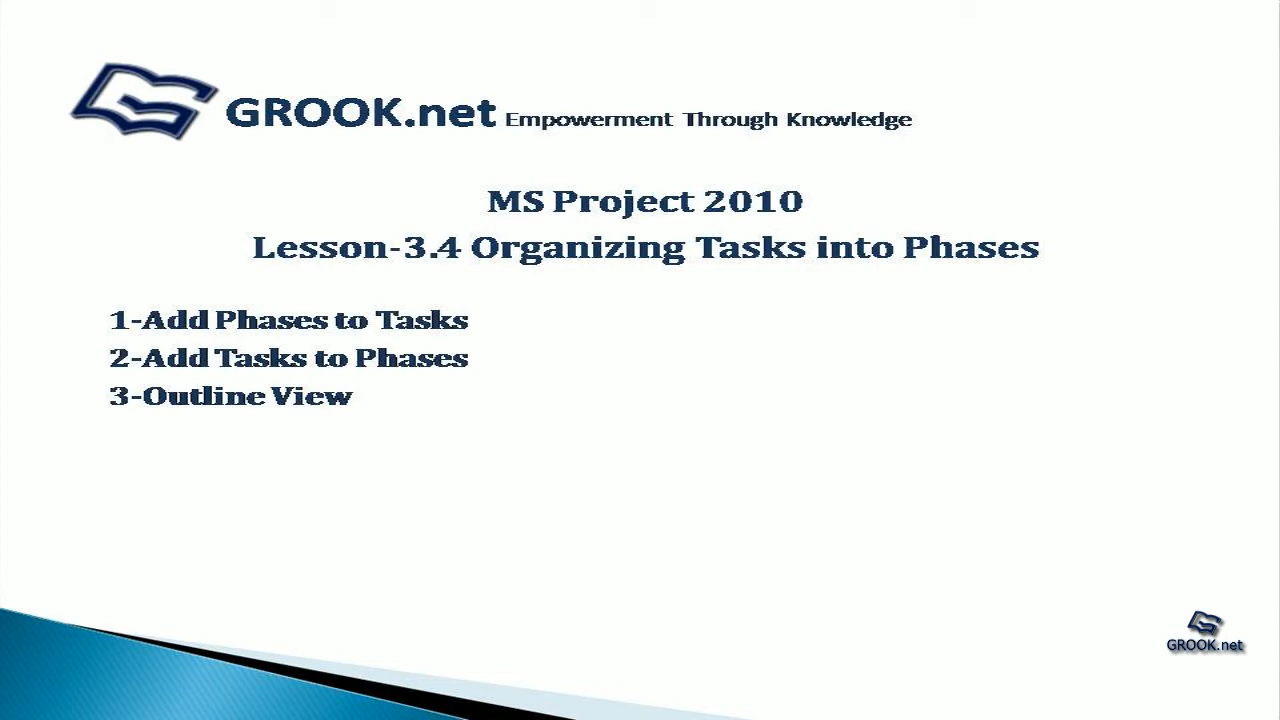 GROOK.net Empowerment Through Knowledge
MS Project 2010
Lesson-3.4 Organizing Tasks into Phases
1-Add Phases to Tasks
2-Add Tasks to Phases
3-Outline View
GROOK.net